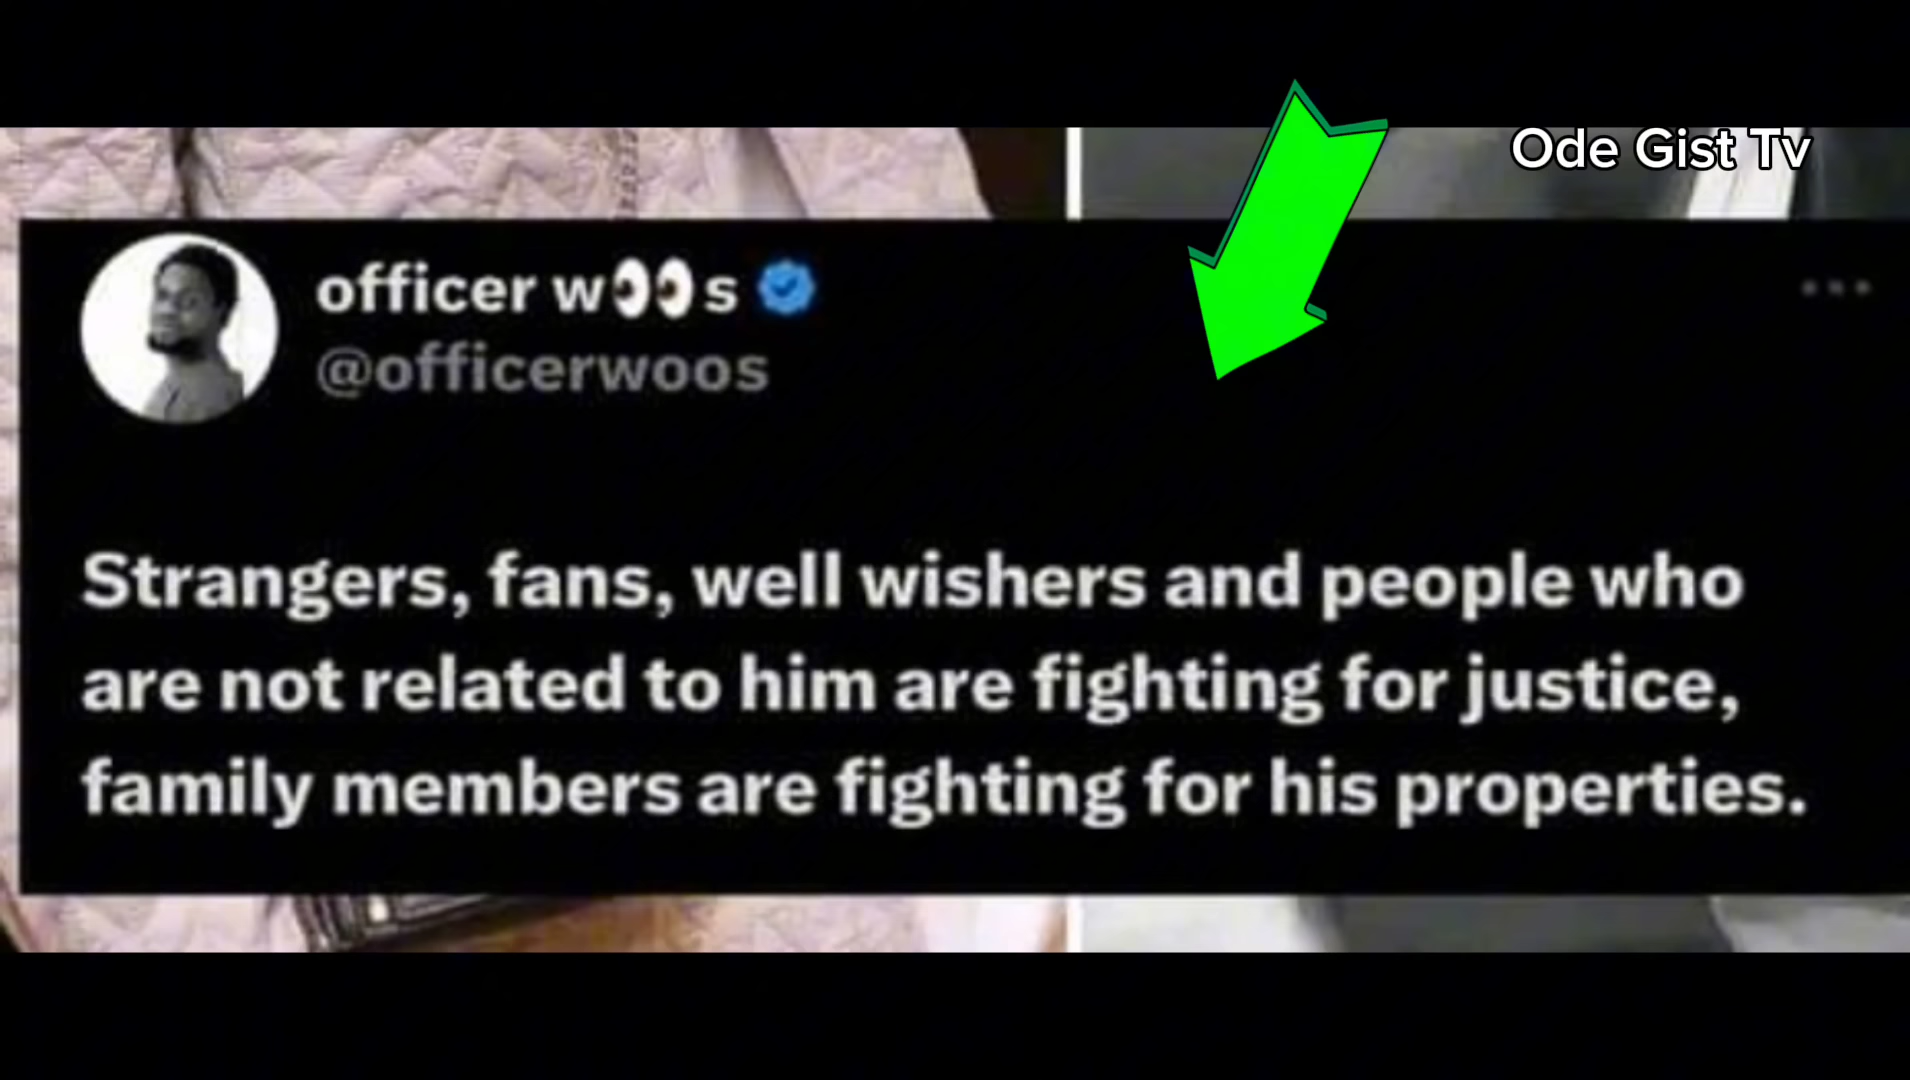 Ode Gist Tv
officer w👀s
@officerwoos
Strangers, fans, well wishers and people who
are not related to him are fighting for justice,
family members are fighting for his properties.